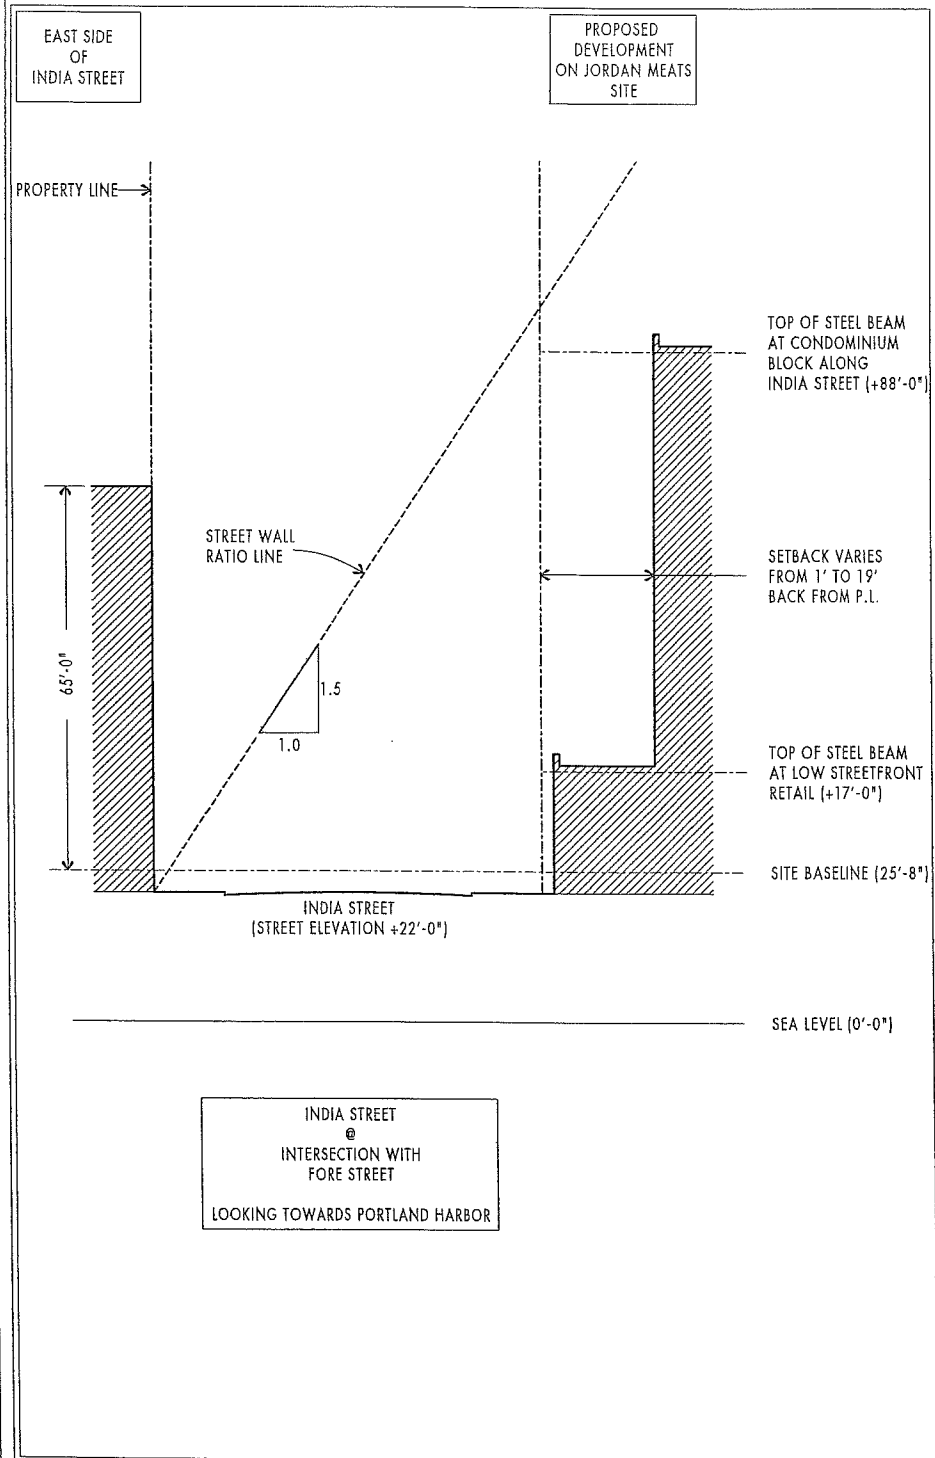 EAST SIDE
OF
INDIA STREET
PROPOSED
DEVELOPMENT
ON JORDAN MEATS
SITE
PROPERTY LINE
TOP OF STEEL BEAM
AT CONDOMINIUM
BLOCK ALONG
INDIA STREET (+88'-0")
STREET WALL
RATIO LINE
SETBACK VARIES
FROM 1' TO 19'
BACK FROM P.L.
65'-0"
1.5
1.0
TOP OF STEEL BEAM
AT LOW STREETFRONT
RETAIL (+17'-0")
SITE BASELINE (25'-8")
INDIA STREET
(STREET ELEVATION +22'-0")
SEA LEVEL (0'-0")
INDIA STREET
@
INTERSECTION WITH
FORE STREET
LOOKING TOWARDS PORTLAND HARBOR